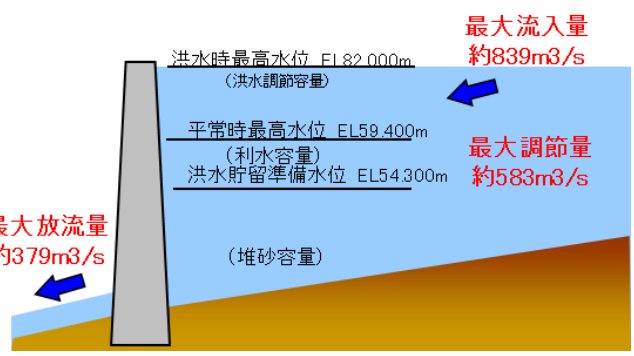 最大流入量
約839m3/s
洪水時最高水位 EL82.000m
(洪水調節容量)
平常時最高水位 EL59.400m
(利水容量)
最大調節量
洪水貯留準備水位 EL54.300m
約583m3/s
最大放流量
約379m3/s
(堆砂容量)